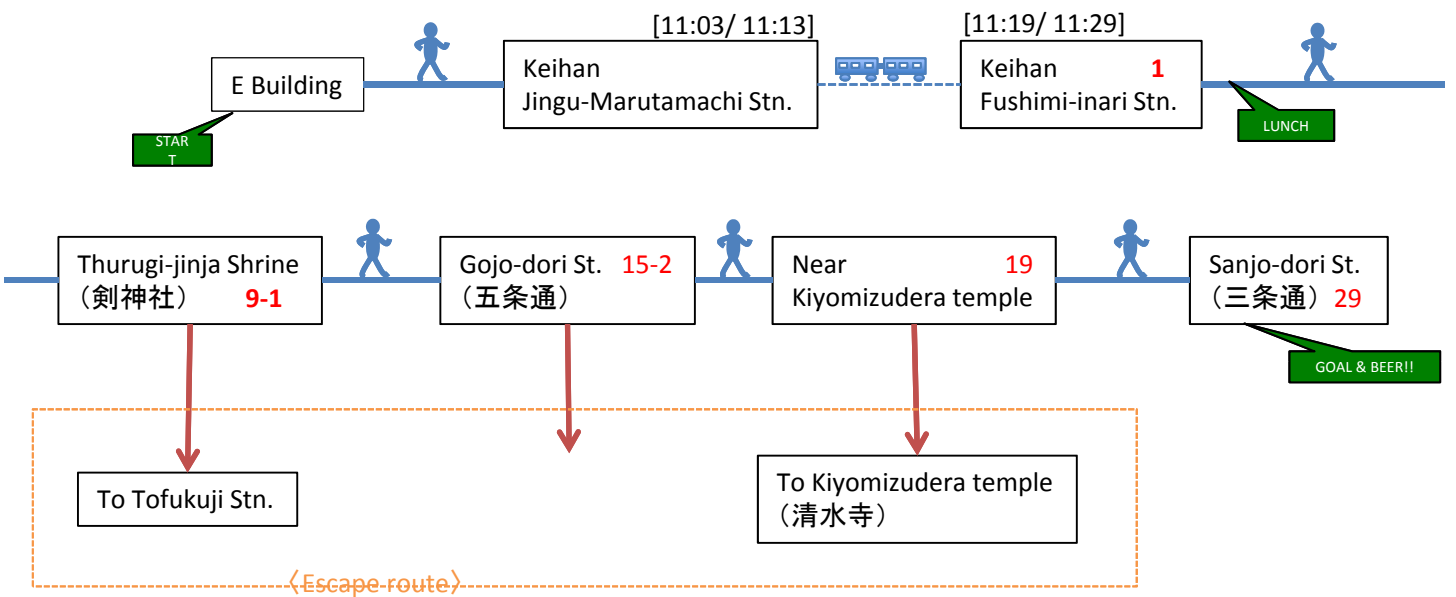 [11:03/ 11:13]
[11:19/ 11:29]
E Building
START
Keihan
Jingu-Marutamachi Stn.
Keihan 1
Fushimi-inari Stn.
LUNCH
Thurugi-jinja Shrine
（剣神社） 9-1
Gojo-dori St. 15-2
（五条通）
Near 19
Kiyomizudera temple
Sanjo-dori St.
（三条通）29
GOAL & BEER!!
To Tofukuji Stn.
To Kiyomizudera temple
（清水寺）
〈Escape route〉